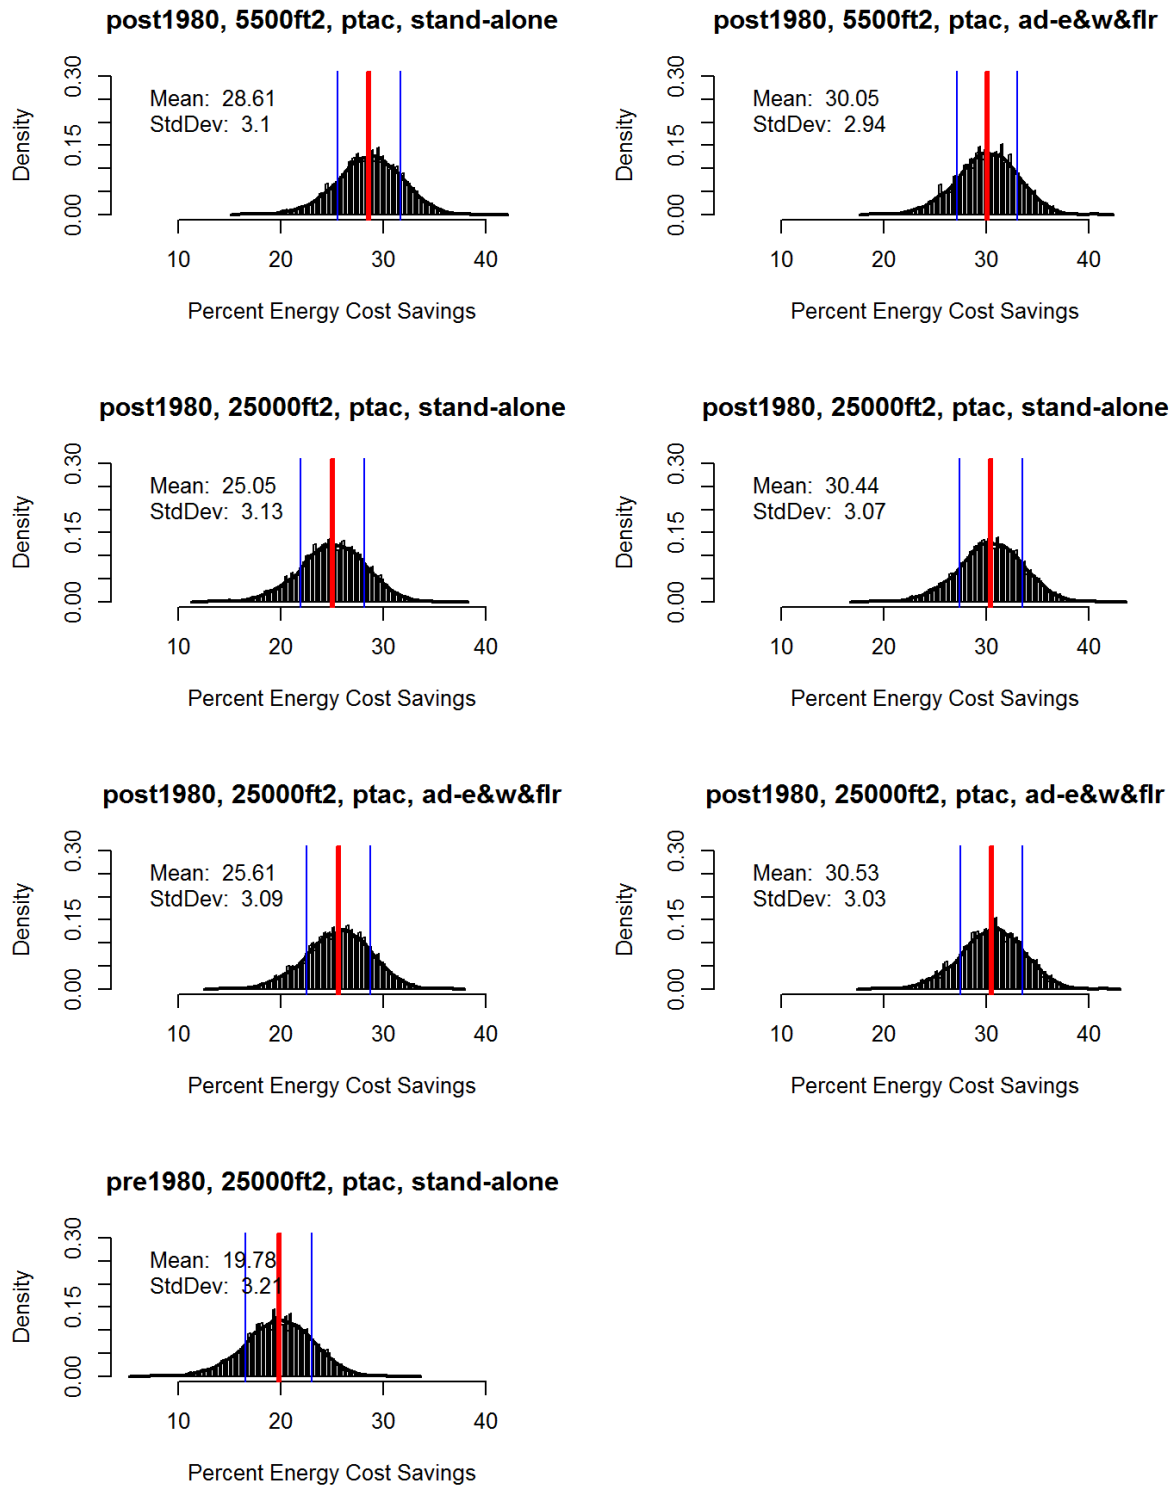 post1980, 5500ft2, ptac, stand-alone
Density
0.00 0.15 0.30
Mean: 28.61
StdDev: 3.1
10 20 30 40
Percent Energy Cost Savings
post1980, 5500ft2, ptac, ad-e&w&flr
Density
0.00 0.15 0.30
Mean: 30.05
StdDev: 2.94
10 20 30 40
Percent Energy Cost Savings
post1980, 25000ft2, ptac, stand-alone
Density
0.00 0.15 0.30
Mean: 25.05
StdDev: 3.13
10 20 30 40
Percent Energy Cost Savings
post1980, 25000ft2, ptac, stand-alone
Density
0.00 0.15 0.30
Mean: 30.44
StdDev: 3.07
10 20 30 40
Percent Energy Cost Savings
post1980, 25000ft2, ptac, ad-e&w&flr
Density
0.00 0.15 0.30
Mean: 25.61
StdDev: 3.09
10 20 30 40
Percent Energy Cost Savings
post1980, 25000ft2, ptac, ad-e&w&flr
Density
0.00 0.15 0.30
Mean: 30.53
StdDev: 3.03
10 20 30 40
Percent Energy Cost Savings
pre1980, 25000ft2, ptac, stand-alone
Density
0.00 0.15 0.30
Mean: 19.78
StdDev: 3.21
10 20 30 40
Percent Energy Cost Savings